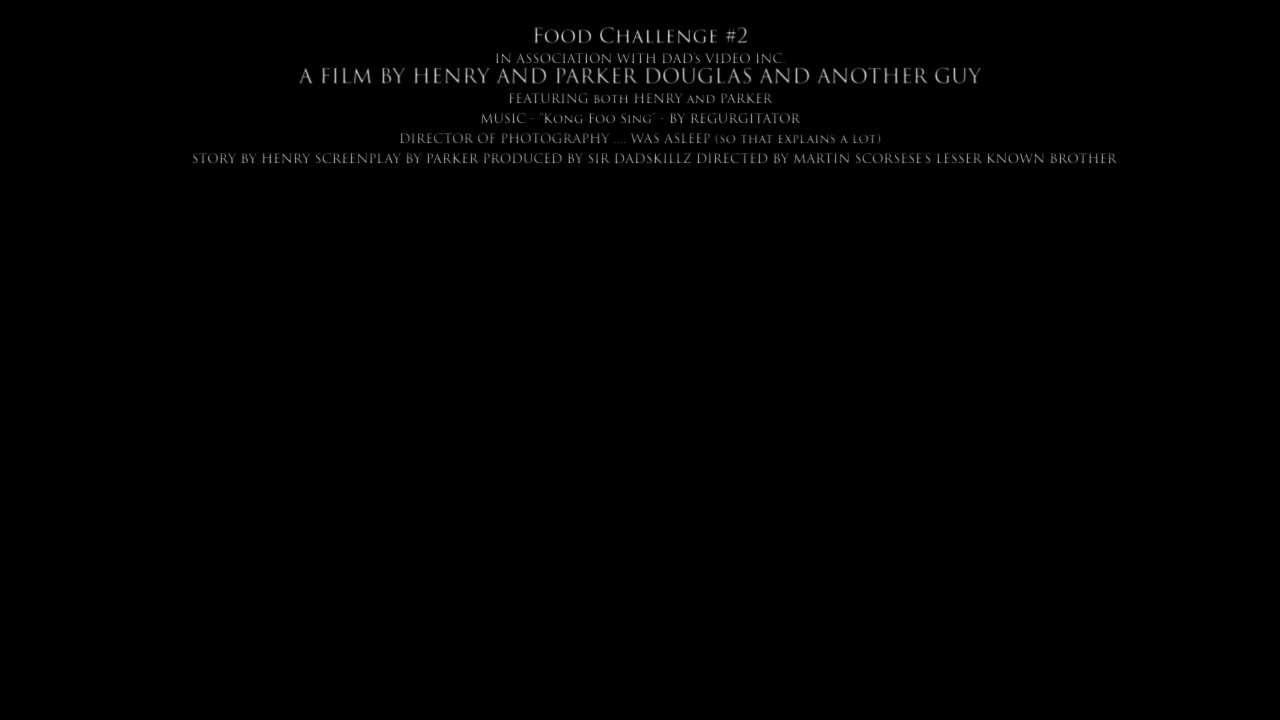 Food Challenge #2
IN ASSOCIATION WITH DAD's VIDEO INC.
A FILM BY HENRY AND PARKER DOUGLAS AND ANOTHER GUY
FEATURING both HENRY and PARKER
MUSIC - "Kong Foo Sing" - BY REGURGITATOR
DIRECTOR OF PHOTOGRAPHY .... WAS ASLEEP (so that explains a lot)
STORY BY HENRY SCREENPLAY BY PARKER PRODUCED BY SIR DADSKILLZ DIRECTED BY MARTIN SCORSESE'S LESSER KNOWN BROTHER